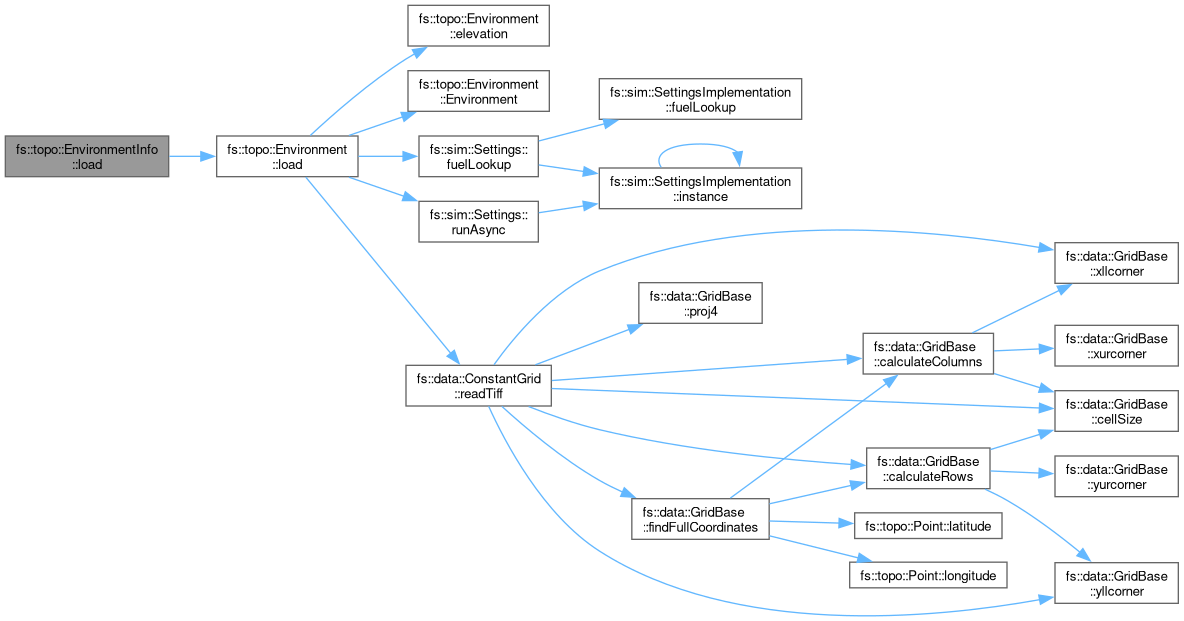 fs::topo::EnvironmentInfo
::load
fs::topo::Environment
::load
fs::topo::Environment
::elevation
fs::topo::Environment
::Environment
fs::sim::Settings::
fuelLookup
fs::sim::Settings::
runAsync
fs::data::ConstantGrid
::readTiff
fs::sim::SettingsImplementation
::fuelLookup
fs::sim::SettingsImplementation
::instance
fs::data::GridBase
::proj4
fs::data::GridBase
::findFullCoordinates
fs::data::GridBase
::calculateColumns
fs::data::GridBase
::calculateRows
fs::topo::Point::latitude
fs::topo::Point::longitude
fs::data::GridBase
::xllcorner
fs::data::GridBase
::xurcorner
fs::data::GridBase
::cellSize
fs::data::GridBase
::yurcorner
fs::data::GridBase
::yllcorner